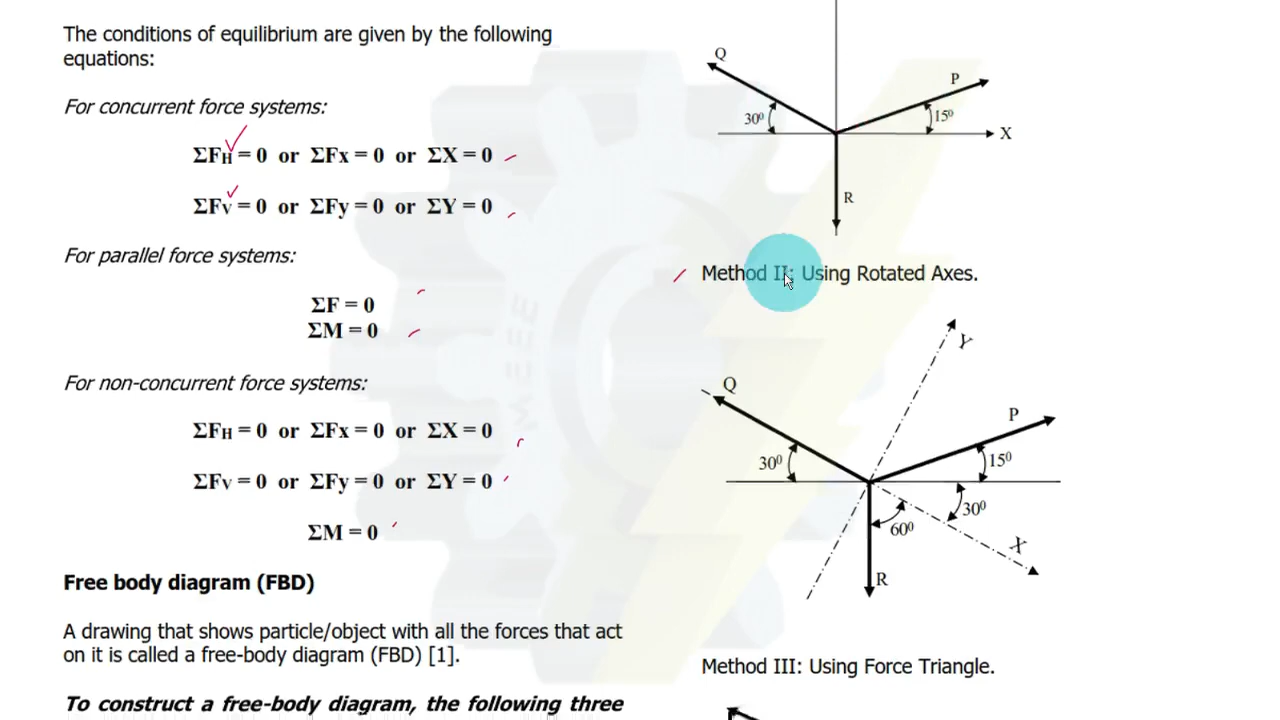 The conditions of equilibrium are given by the following
equations:
For concurrent force systems:
ΣFH = 0 or ΣFx = 0 or ΣX = 0
ΣFV = 0 or ΣFy = 0 or ΣY = 0
For parallel force systems:
ΣF = 0
ΣM = 0
For non-concurrent force systems:
ΣFH = 0 or ΣFx = 0 or ΣX = 0
ΣFV = 0 or ΣFy = 0 or ΣY = 0
ΣM = 0
Free body diagram (FBD)
A drawing that shows particle/object with all the forces that act
on it is called a free-body diagram (FBD) [1].
To construct a free-body diagram, the following three
Q
P
30⁰
15⁰
X
R
Method II: Using Rotated Axes.
Y
Q
P
30⁰
15⁰
30⁰
60⁰
X
R
Method III: Using Force Triangle.
MEEE